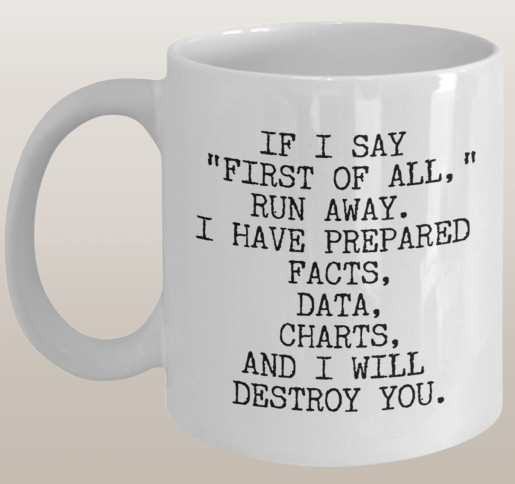 IF I SAY
"FIRST OF ALL,"
RUN AWAY.
I HAVE PREPARED
FACTS,
DATA,
CHARTS,
AND I WILL
DESTROY YOU.